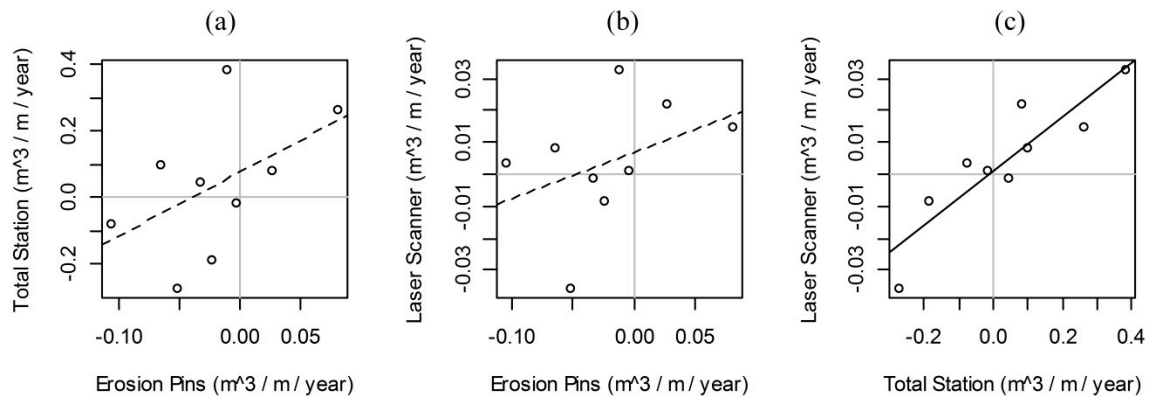 (a)
Total Station (m^3 / m / year)
0.4
0.2
0.0
-0.2
-0.10
0.00
0.05
Erosion Pins (m^3 / m / year)
(b)
Laser Scanner (m^3 / m / year)
0.03
0.01
-0.01
-0.03
-0.10
0.00
0.05
Erosion Pins (m^3 / m / year)
(c)
Laser Scanner (m^3 / m / year)
0.03
0.01
-0.01
-0.03
-0.2
0.0
0.2
0.4
Total Station (m^3 / m / year)